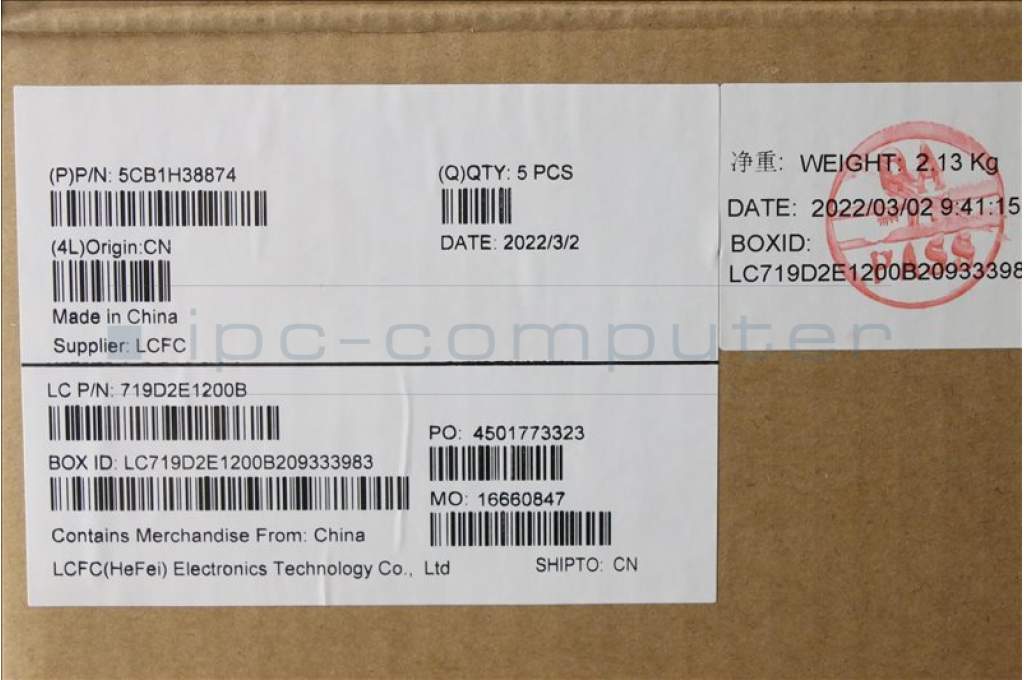 (P)P/N: 5CB1H38874
(Q)QTY: 5 PCS
(4L)Origin:CN
DATE: 2022/3/2
Made in China
Supplier: LCFC
LC P/N: 719D2E1200B
PO: 4501773323
BOX ID: LC719D2E1200B209333983
MO: 16660847
Contains Merchandise From: China
LCFC(HeFei) Electronics Technology Co., Ltd
SHIPTO: CN
净重: WEIGHT: 2.13 Kg
DATE: 2022/03/02 9:41:15
BOXID:
LC719D2E1200B20933398
QA
PASS
ipc-computer